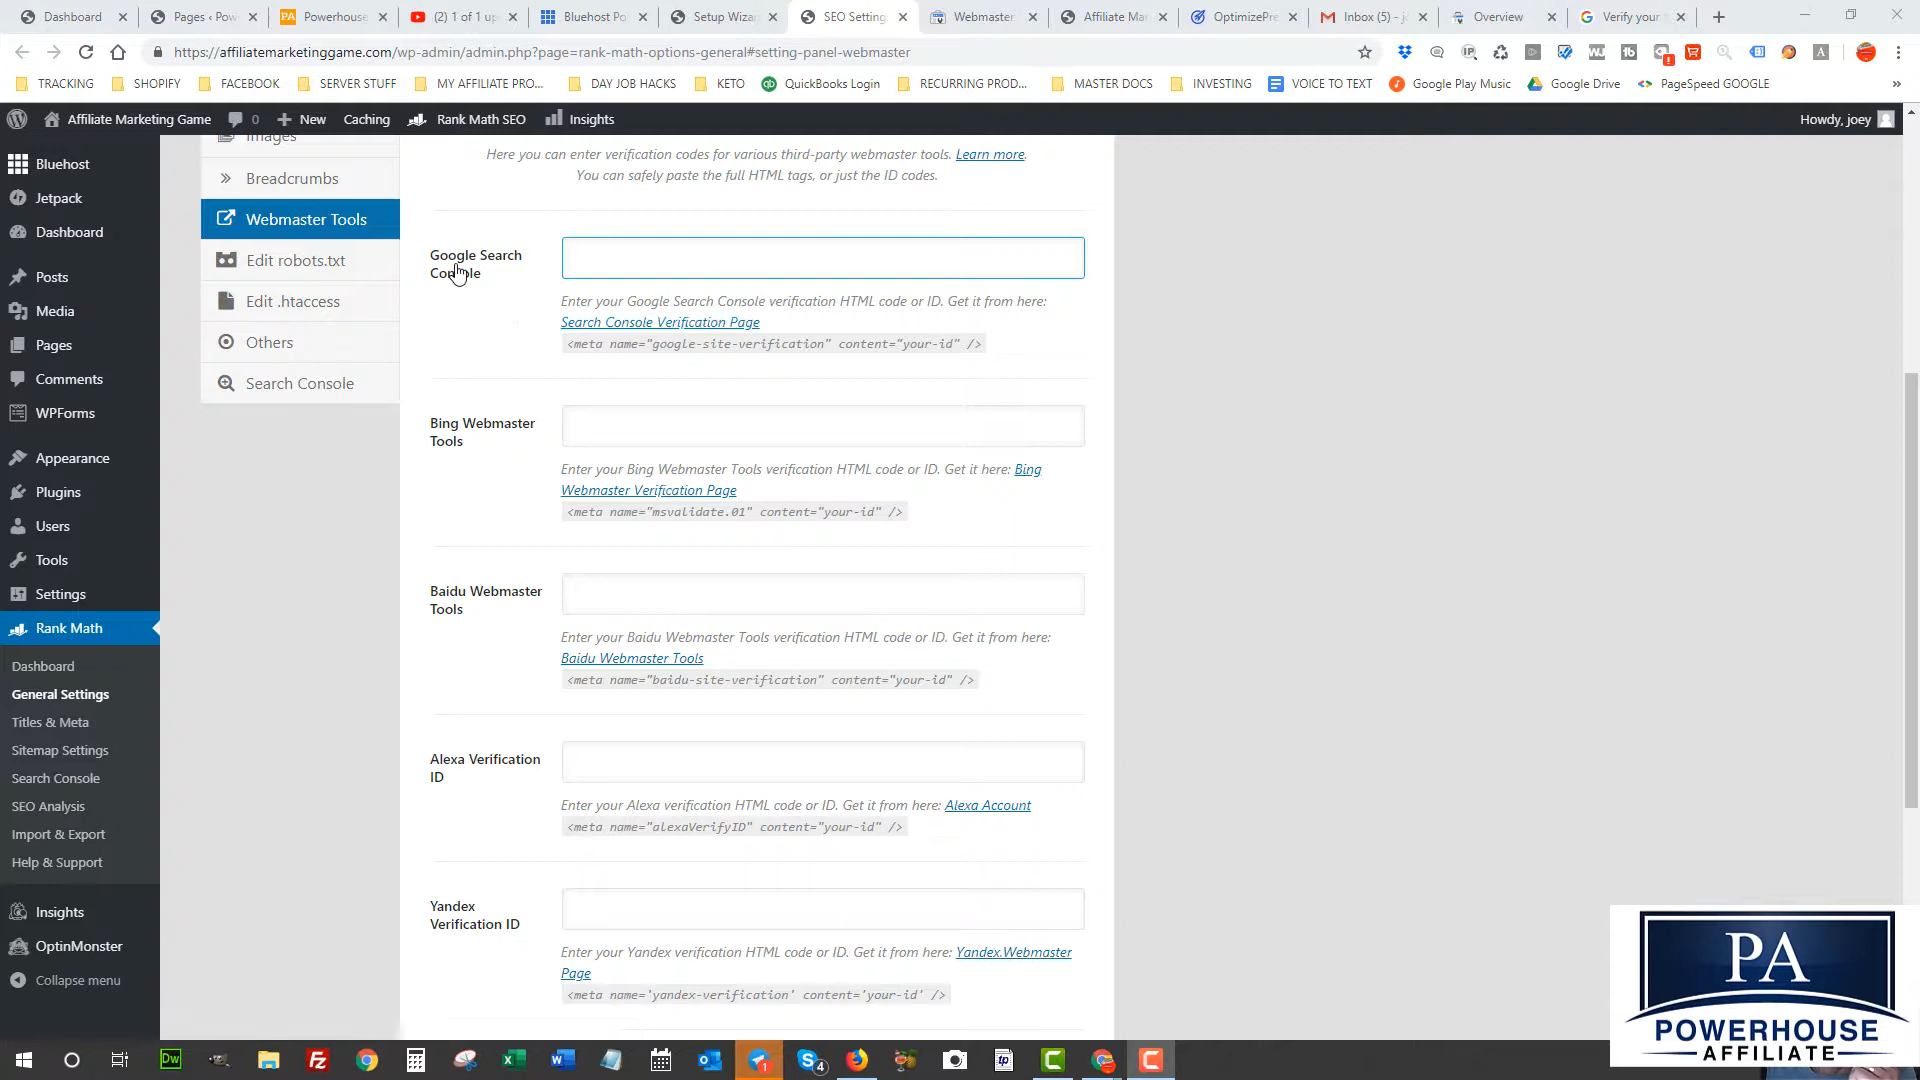 Dashboard
Pages ‹ Pow
Powerhouse
(2) 1 of 1 up
Bluehost Po
Setup Wizar
SEO Setting
Webmaster
Affiliate Ma
OptimizePre
Inbox (5) - j
Overview
Verify your
https://affiliatemarketinggame.com/wp-admin/admin.php?page=rank-math-options-general#setting-panel-webmaster
TRACKING
SHOPIFY
FACEBOOK
SERVER STUFF
MY AFFILIATE PRO...
DAY JOB HACKS
KETO
QuickBooks Login
RECURRING PROD...
MASTER DOCS
INVESTING
VOICE TO TEXT
Google Play Music
Google Drive
PageSpeed GOOGLE
Affiliate Marketing Game
0
New
Caching
Rank Math SEO
Insights
Howdy, joey
Bluehost
Jetpack
Dashboard
Posts
Media
Pages
Comments
WPForms
Appearance
Plugins
Users
Tools
Settings
Rank Math
Dashboard
General Settings
Titles & Meta
Sitemap Settings
Search Console
SEO Analysis
Import & Export
Help & Support
Insights
OptinMonster
Collapse menu
Images
Breadcrumbs
Webmaster Tools
Edit robots.txt
Edit .htaccess
Others
Search Console
Here you can enter verification codes for various third-party webmaster tools. Learn more.
You can safely paste the full HTML tags, or just the ID codes.
Google Search
Console
Enter your Google Search Console verification HTML code or ID. Get it from here:
Search Console Verification Page
<meta name="google-site-verification" content="your-id" />
Bing Webmaster
Tools
Enter your Bing Webmaster Tools verification HTML code or ID. Get it here: Bing
Webmaster Verification Page
<meta name="msvalidate.01" content="your-id" />
Baidu Webmaster
Tools
Enter your Baidu Webmaster Tools verification HTML code or ID. Get it from here:
Baidu Webmaster Tools
<meta name="baidu-site-verification" content="your-id" />
Alexa Verification
ID
Enter your Alexa verification HTML code or ID. Get it from here: Alexa Account
<meta name="alexaVerifyID" content="your-id" />
Yandex
Verification ID
Enter your Yandex verification HTML code or ID. Get it from here: Yandex.Webmaster
Page
<meta name='yandex-verification' content='your-id' />
PA
POWERHOUSE
AFFILIATE